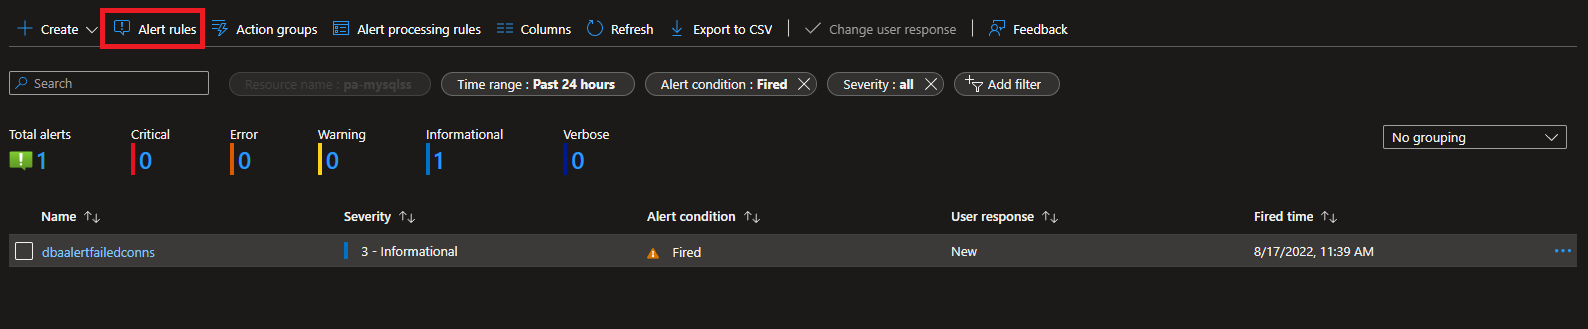 Create Alert rules Action groups Alert processing rules Columns Refresh Export to CSV Change user response Feedback
Search Resource name : pa-mysqlss Time range : Past 24 hours Alert condition : Fired Severity : all Add filter
Total alerts Critical Error Warning Informational Verbose
No grouping
1 0 0 0 1 0
Name Severity Alert condition User response Fired time
dbaalertfailedconns 3 - Informational Fired New 8/17/2022, 11:39 AM